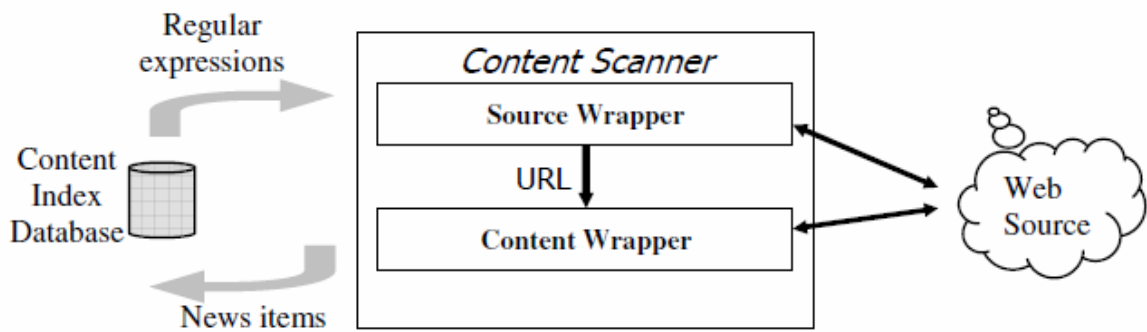 Regular
expressions
Content Scanner
Source Wrapper
URL
Content Wrapper
Content
Index
Database
News items
Web
Source